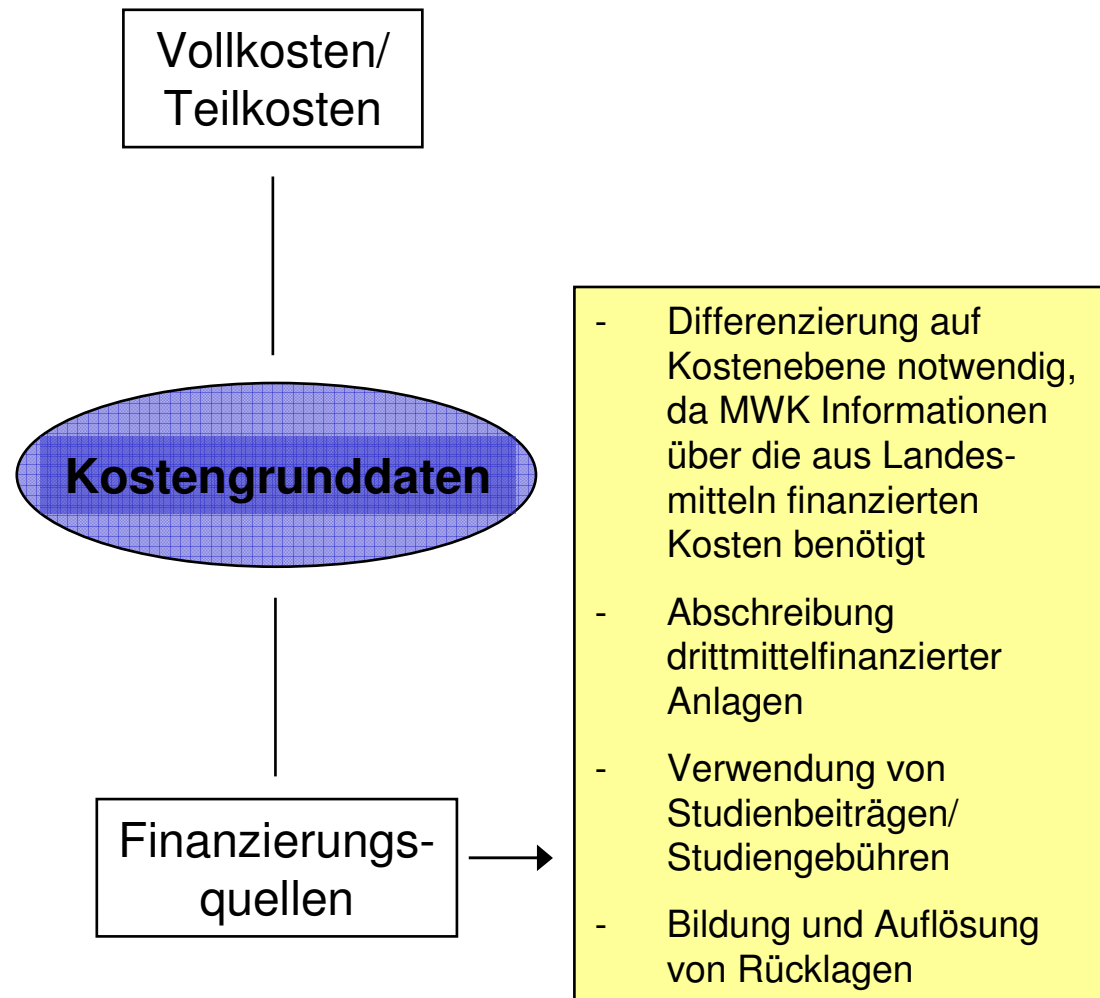 Vollkosten/
Teilkosten
Kostengrunddaten
Finanzierungs-
quellen
- Differenzierung auf
Kostenebene notwendig,
da MWK Informationen
über die aus Landes-
mitteln finanzierten
Kosten benötigt
- Abschreibung
drittmittelfinanzierter
Anlagen
- Verwendung von
Studienbeiträgen/
Studiengebühren
- Bildung und Auflösung
von Rücklagen